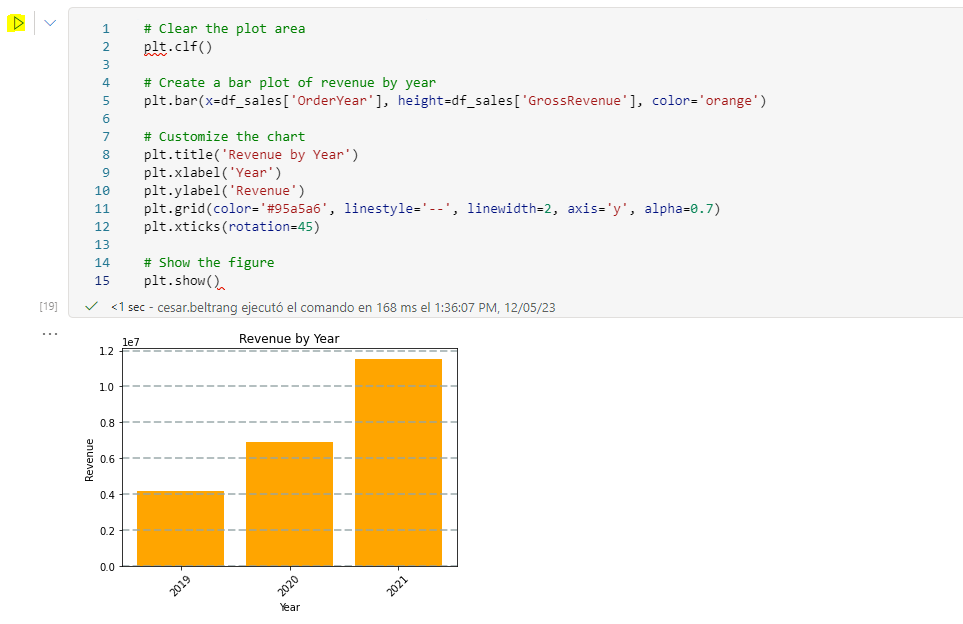 1 # Clear the plot area
2 plt.clf()
3
4 # Create a bar plot of revenue by year
5 plt.bar(x=df_sales['OrderYear'], height=df_sales['GrossRevenue'], color='orange')
6
7 # Customize the chart
8 plt.title('Revenue by Year')
9 plt.xlabel('Year')
10 plt.ylabel('Revenue')
11 plt.grid(color='#95a5a6', linestyle='--', linewidth=2, axis='y', alpha=0.7)
12 plt.xticks(rotation=45)
13
14 # Show the figure
15 plt.show()
[19] <1 sec - cesar.beltrang ejecutó el comando en 168 ms el 1:36:07 PM, 12/05/23
...
Revenue by Year
1e7
1.2
1.0
0.8
0.6
0.4
0.2
0.0
Revenue
2019 2020 2021
Year